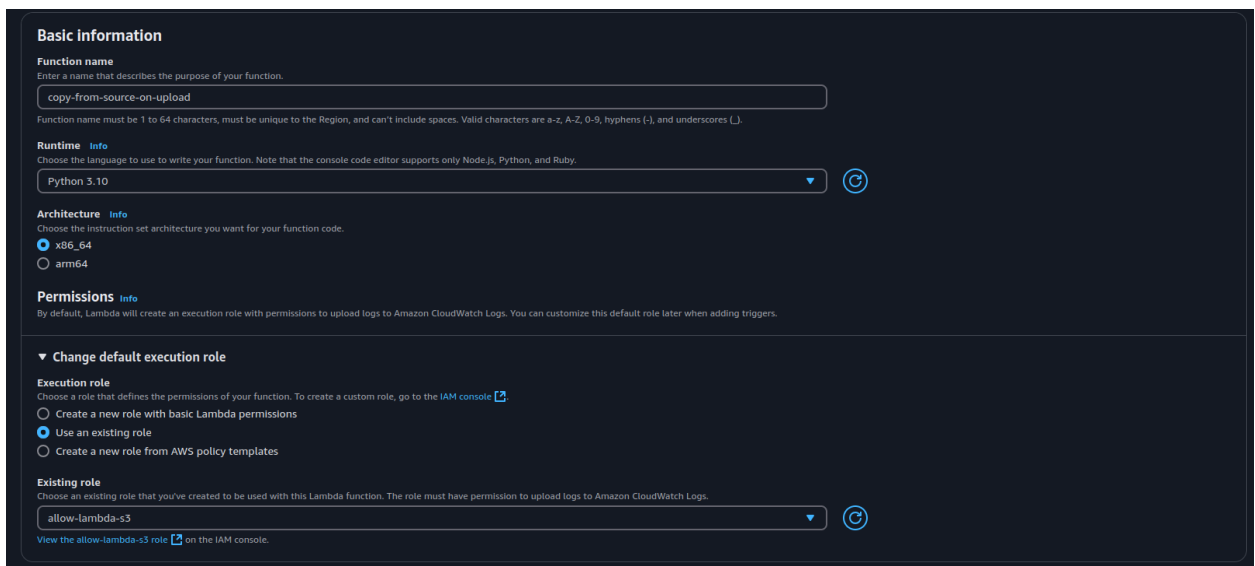 Basic information
Function name
Enter a name that describes the purpose of your function.
copy-from-source-on-upload
Function name must be 1 to 64 characters, must be unique to the Region, and can't include spaces. Valid characters are a-z, A-Z, 0-9, hyphens (-), and underscores (_).
Runtime Info
Choose the language to use to write your function. Note that the console code editor supports only Node.js, Python, and Ruby.
Python 3.10
Architecture Info
Choose the instruction set architecture you want for your function code.
x86_64
arm64
Permissions Info
By default, Lambda will create an execution role with permissions to upload logs to Amazon CloudWatch Logs. You can customize this default role later when adding triggers.
Change default execution role
Execution role
Choose a role that defines the permissions of your function. To create a custom role, go to the IAM console.
Create a new role with basic Lambda permissions
Use an existing role
Create a new role from AWS policy templates
Existing role
Choose an existing role that you've created to be used with this Lambda function. The role must have permission to upload logs to Amazon CloudWatch Logs.
allow-lambda-s3
View the allow-lambda-s3 role on the IAM console.